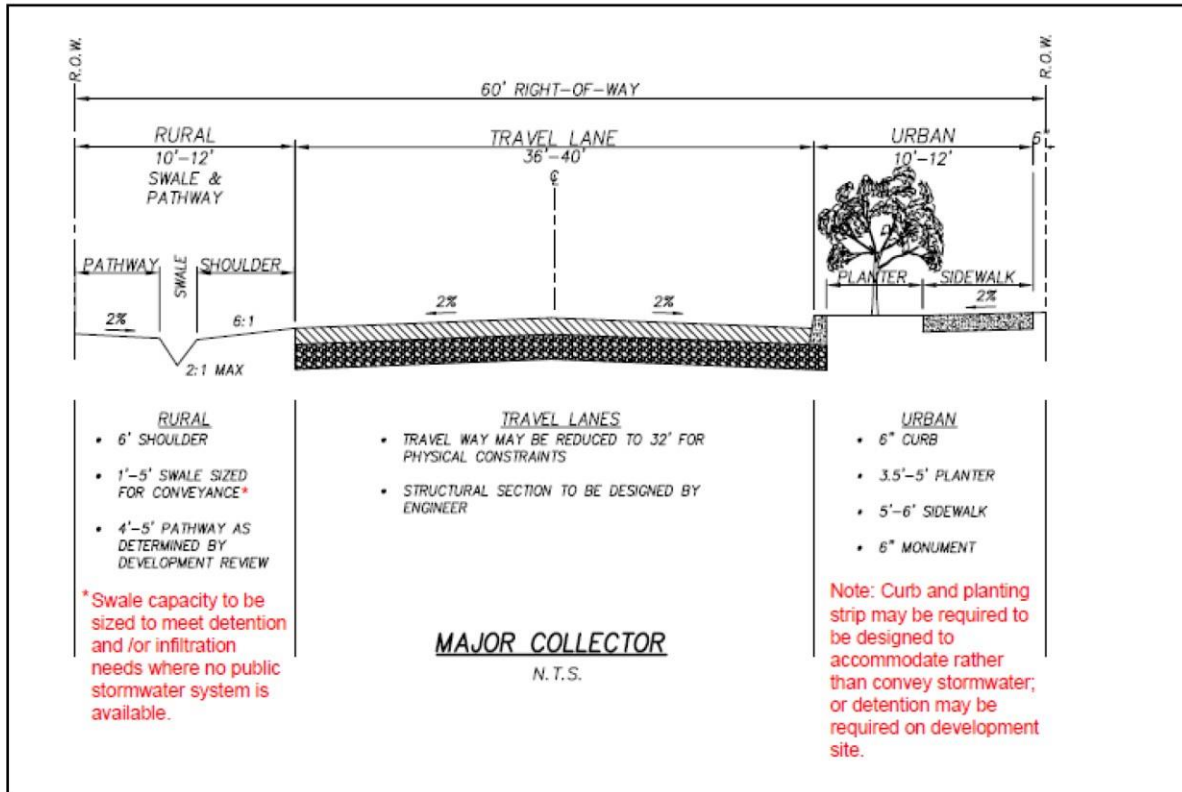 R.O.W.
R.O.W.
60' RIGHT-OF-WAY
RURAL
10'-12'
SWALE &
PATHWAY
TRAVEL LANE
36'-40'
℄
URBAN
10'-12'
6"
PATHWAY
SWALE
SHOULDER
PLANTER
SIDEWALK
2%
6:1
2:1 MAX
2%
2%
2%
RURAL
• 6' SHOULDER
• 1'-5' SWALE SIZED
FOR CONVEYANCE*
• 4'-5' PATHWAY AS
DETERMINED BY
DEVELOPMENT REVIEW
* Swale capacity to be
sized to meet detention
and /or infiltration
needs where no public
stormwater system is
available.
TRAVEL LANES
• TRAVEL WAY MAY BE REDUCED TO 32' FOR
PHYSICAL CONSTRAINTS
• STRUCTURAL SECTION TO BE DESIGNED BY
ENGINEER
MAJOR COLLECTOR
N.T.S.
URBAN
• 6" CURB
• 3.5'-5' PLANTER
• 5'-6' SIDEWALK
• 6" MONUMENT
Note: Curb and planting
strip may be required to
be designed to
accommodate rather
than convey stormwater;
or detention may be
required on development
site.